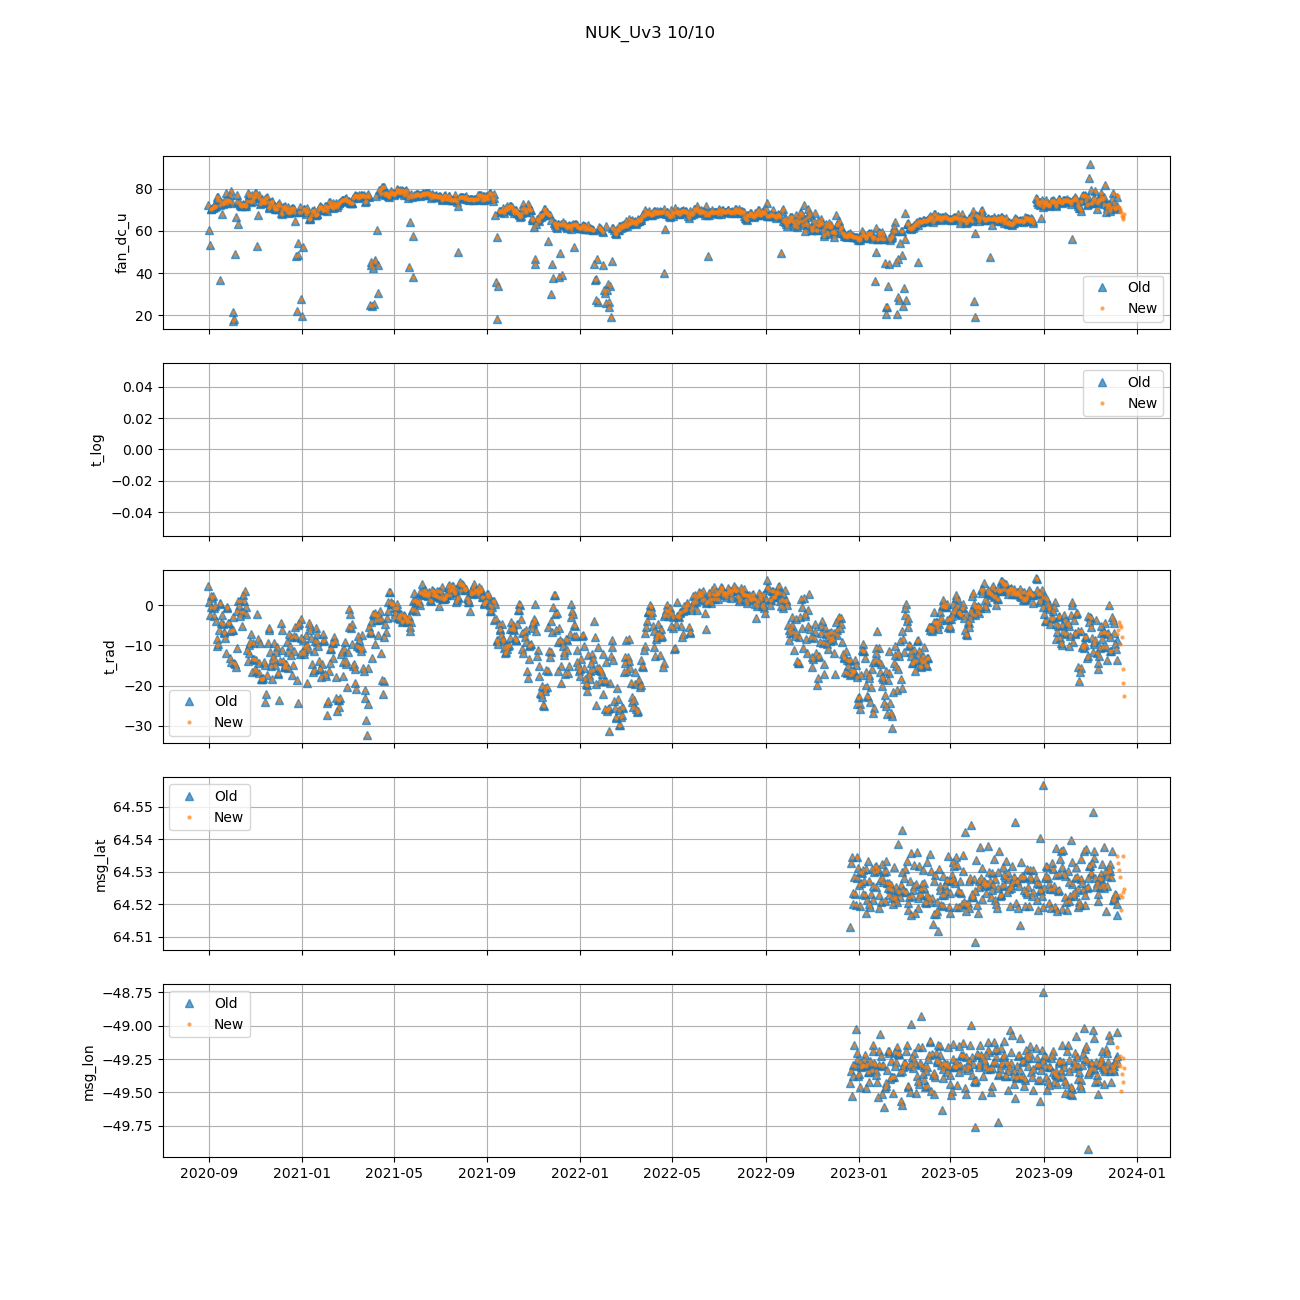 NUK_Uv3 10/10
fan_dc_u
80
60
40
20
Old
New
t_log
0.04
0.02
0.00
−0.02
−0.04
Old
New
t_rad
0
−10
−20
−30
Old
New
msg_lat
64.55
64.54
64.53
64.52
64.51
Old
New
msg_lon
−48.75
−49.00
−49.25
−49.50
−49.75
Old
New
2020-09 2021-01 2021-05 2021-09 2022-01 2022-05 2022-09 2023-01 2023-05 2023-09 2024-01